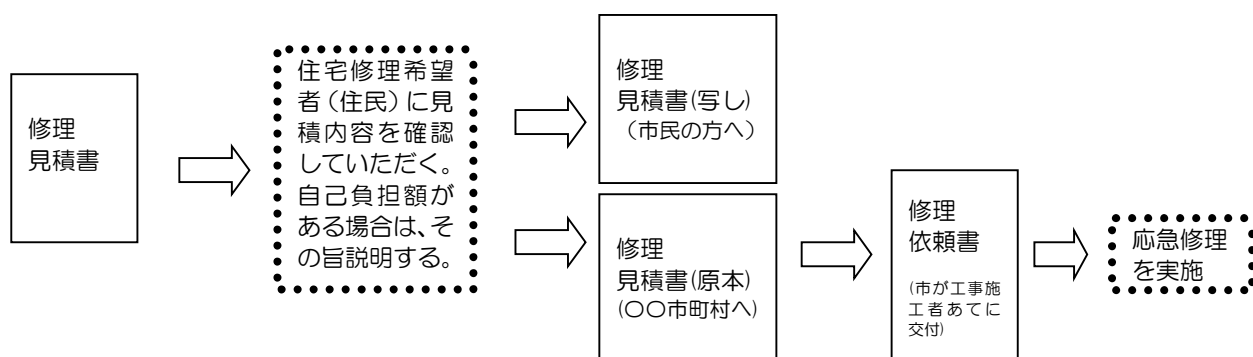 修理
見積書
住宅修理希望
者（住民）に見
積内容を確認
していただく。
自己負担額が
ある場合は、そ
の旨説明する。
修理
見積書(写し)
（市民の方へ）
修理
見積書(原本)
(〇〇市町村へ)
修理
依頼書
(市が工事施
工者あてに
交付)
応急修理
を実施